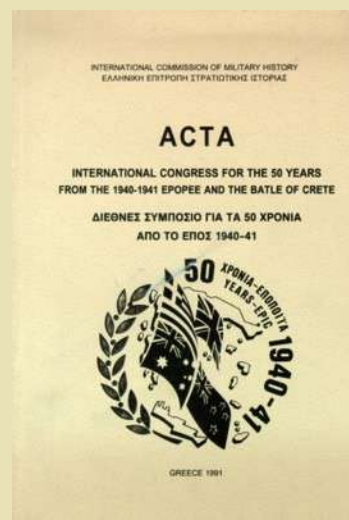 INTERNATIONAL COMMISSION OF MILITARY HISTORY
ΕΛΛΗΝΙΚΗ ΕΠΙΤΡΟΠΗ ΣΤΡΑΤΙΩΤΙΚΗΣ ΙΣΤΟΡΙΑΣ
ACTA
INTERNATIONAL CONGRESS FOR THE 50 YEARS
FROM THE 1940-1941 EPOPEE AND THE BATLE OF CRETE
ΔΙΕΘΝΕΣ ΣΥΜΠΟΣΙΟ ΓΙΑ ΤΑ 50 ΧΡΟΝΙΑ
ΑΠΟ ΤΟ ΕΠΟΣ 1940-41
50 ΧΡΟΝΙΑ-ΕΠΟΠΟΙΤΑ
YEARS-EPIC
1940-41
GREECE 1991